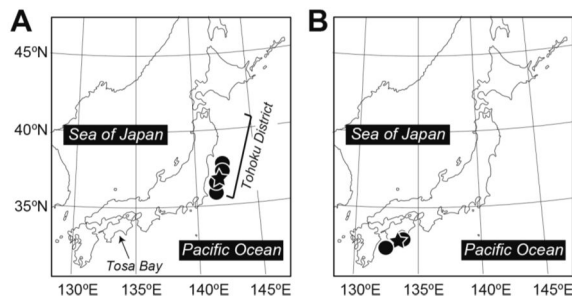 A
45ºN
Sea of Japan
40ºN
Tohoku District
35ºN
Pacific Ocean
Tosa Bay
130ºE 135ºE 140ºE 145ºE
B
Sea of Japan
Pacific Ocean
130ºE 135ºE 140ºE 145ºE